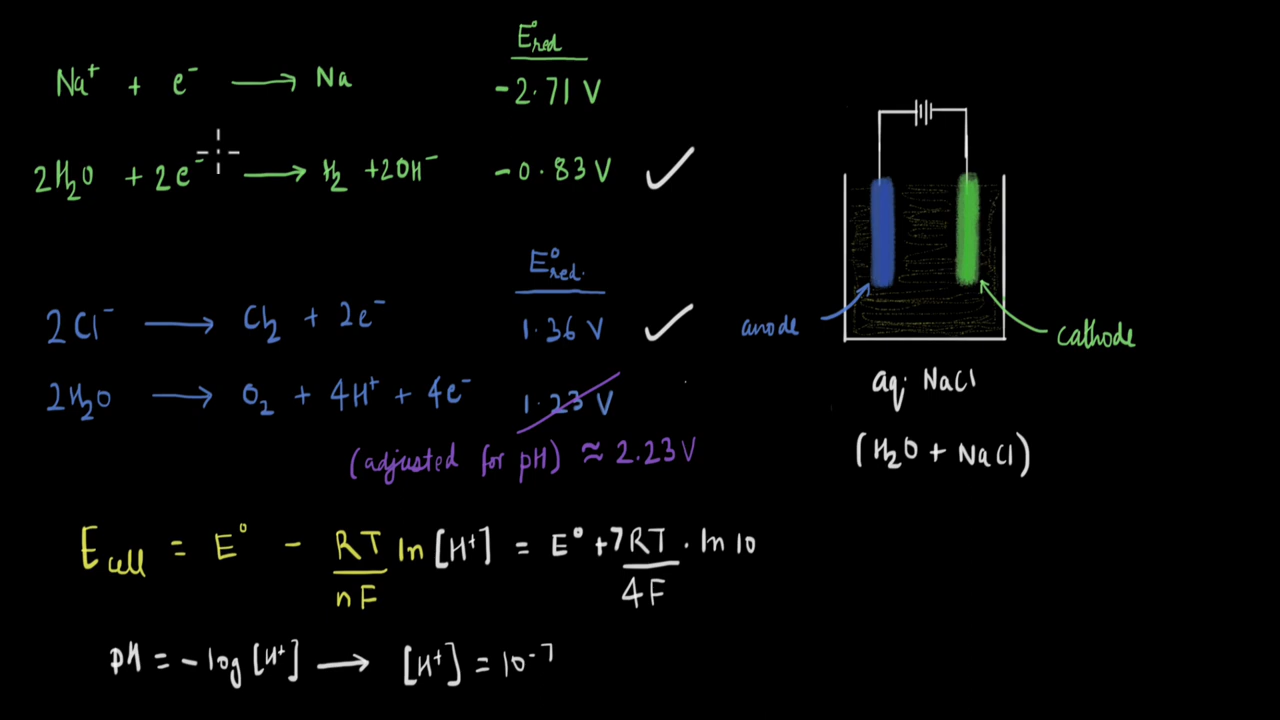 E°red
Na⁺ + e⁻ ⟶ Na -2.71 V
2H₂O + 2e⁻ ⟶ H₂ + 2OH⁻ -0.83 V ✓
E°red.
2Cl⁻ ⟶ Cl₂ + 2e⁻ 1.36 V ✓
2H₂O ⟶ O₂ + 4H⁺ + 4e⁻ 1.23 V
(adjusted for pH) ≈ 2.23V
Ecell = E° - RT/nF ln [H⁺] = E° + 7RT/4F . ln 10
pH = -log [H⁺] ⟶ [H⁺] = 10⁻⁷
anode
cathode
aq. NaCl
(H₂O + NaCl)